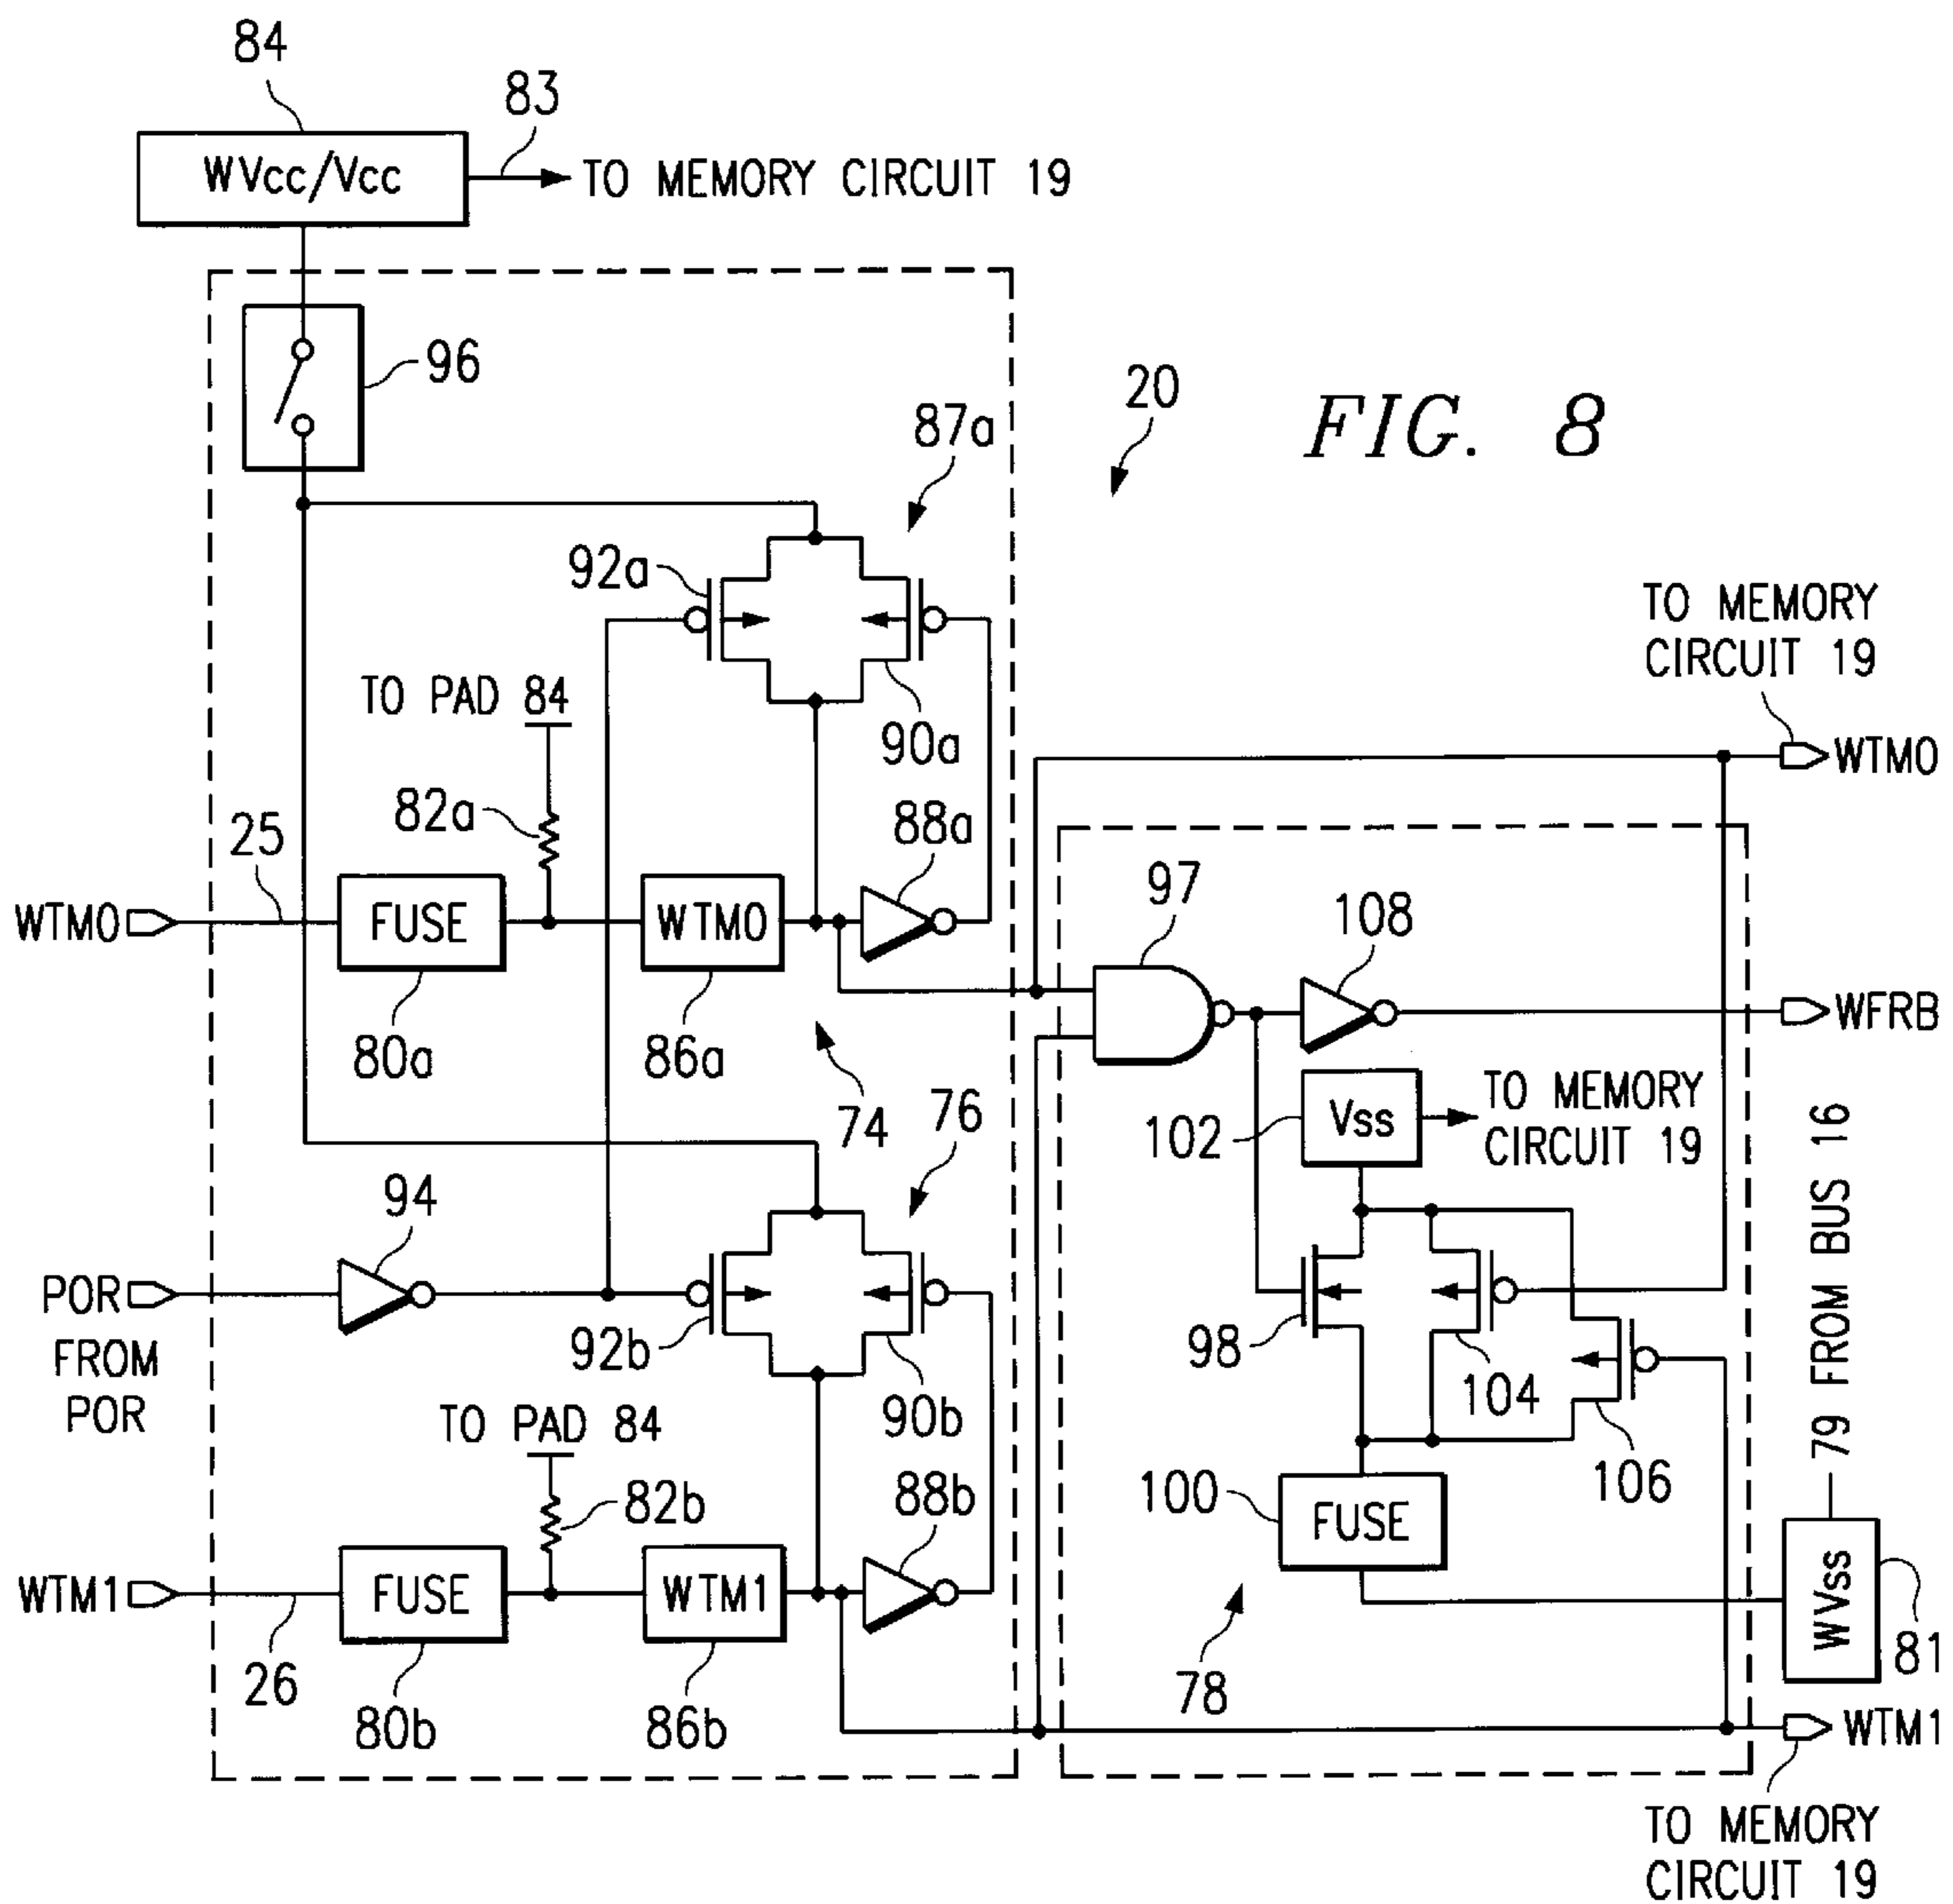 84
83
WVcc/Vcc
TO MEMORY CIRCUIT 19
96
20
FIG. 8
87a
92a
TO MEMORY
CIRCUIT 19
TO PAD 84
90a
WTM0
82a
88a
25
97
108
WTM0
FUSE
WTM0
WFRB
80a
86a
74
76
102
Vss
TO MEMORY
CIRCUIT 19
94
POR
FROM
POR
92b
90b
98
104
106
79 FROM BUS 16
TO PAD 84
82b
88b
100
FUSE
WTM1
FUSE
WTM1
WVss
81
26
80b
86b
78
WTM1
TO MEMORY
CIRCUIT 19